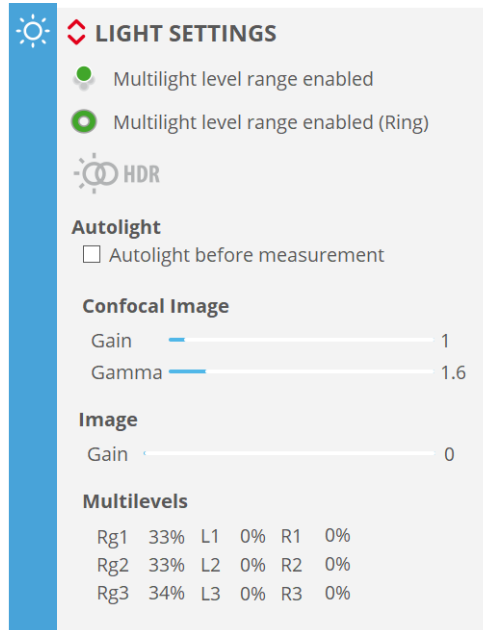 LIGHT SETTINGS
Multilight level range enabled
Multilight level range enabled (Ring)
HDR
Autolight
Autolight before measurement
Confocal Image
Gain 1
Gamma 1.6
Image
Gain 0
Multilevels
Rg1 33% L1 0% R1 0%
Rg2 33% L2 0% R2 0%
Rg3 34% L3 0% R3 0%